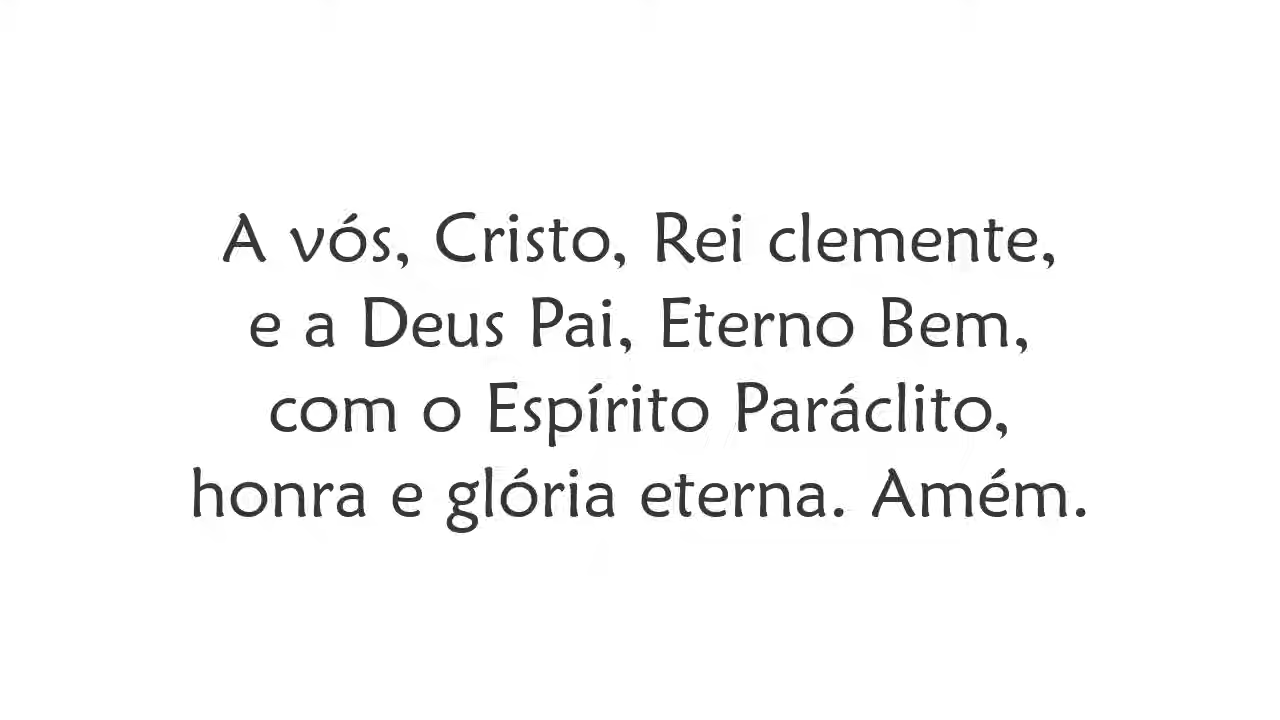 A vós, Cristo, Rei clemente,
e a Deus Pai, Eterno Bem,
com o Espírito Paráclito,
honra e glória eterna. Amém.